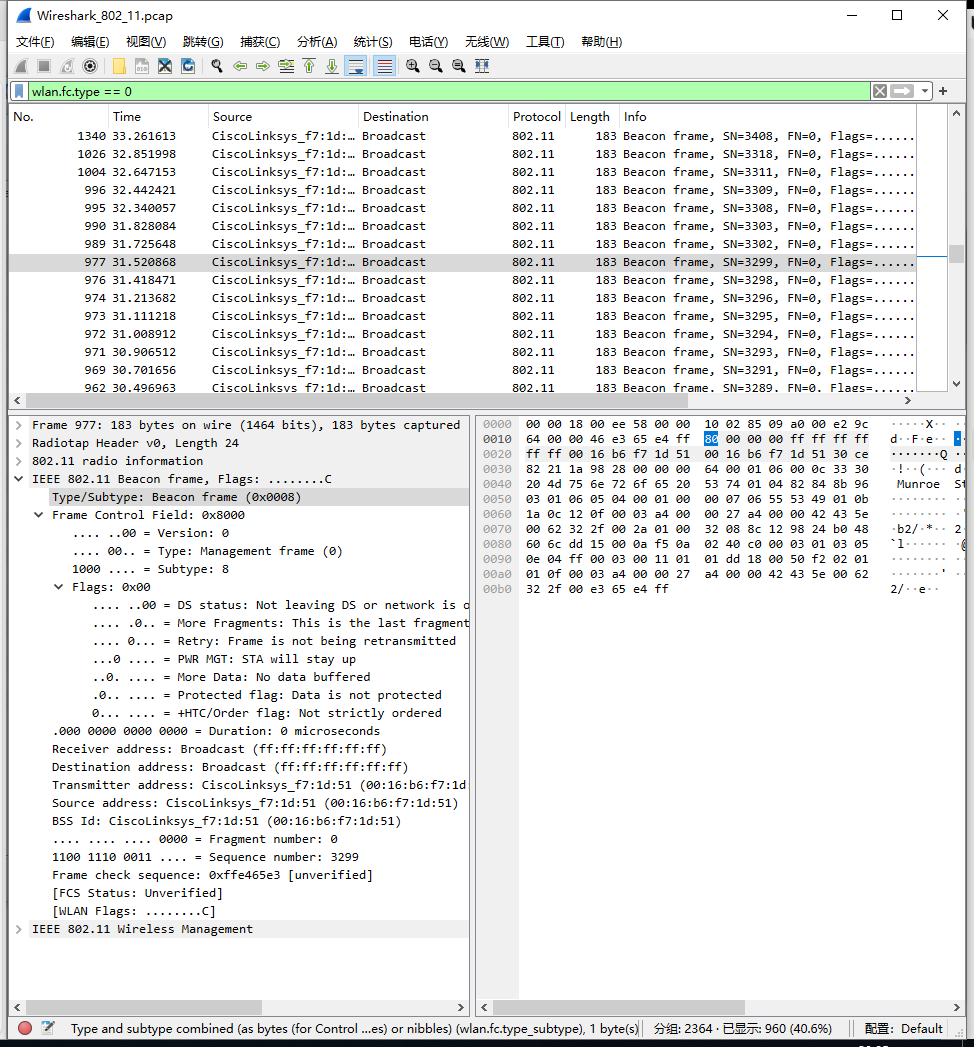 Wireshark_802_11.pcap
文件(F) 编辑(E) 视图(V) 跳转(G) 捕获(C) 分析(A) 统计(S) 电话(Y) 无线(W) 工具(T) 帮助(H)
wlan.fc.type == 0
No. Time Source Destination Protocol Length Info
1340 33.261613 CiscoLinksys_f7:1d:… Broadcast 802.11 183 Beacon frame, SN=3408, FN=0, Flags=......
1026 32.851998 CiscoLinksys_f7:1d:… Broadcast 802.11 183 Beacon frame, SN=3318, FN=0, Flags=......
1004 32.647153 CiscoLinksys_f7:1d:… Broadcast 802.11 183 Beacon frame, SN=3311, FN=0, Flags=......
996 32.442421 CiscoLinksys_f7:1d:… Broadcast 802.11 183 Beacon frame, SN=3309, FN=0, Flags=......
995 32.340057 CiscoLinksys_f7:1d:… Broadcast 802.11 183 Beacon frame, SN=3308, FN=0, Flags=......
990 31.828084 CiscoLinksys_f7:1d:… Broadcast 802.11 183 Beacon frame, SN=3303, FN=0, Flags=......
989 31.725648 CiscoLinksys_f7:1d:… Broadcast 802.11 183 Beacon frame, SN=3302, FN=0, Flags=......
977 31.520868 CiscoLinksys_f7:1d:… Broadcast 802.11 183 Beacon frame, SN=3299, FN=0, Flags=......
976 31.418471 CiscoLinksys_f7:1d:… Broadcast 802.11 183 Beacon frame, SN=3298, FN=0, Flags=......
974 31.213682 CiscoLinksys_f7:1d:… Broadcast 802.11 183 Beacon frame, SN=3296, FN=0, Flags=......
973 31.111218 CiscoLinksys_f7:1d:… Broadcast 802.11 183 Beacon frame, SN=3295, FN=0, Flags=......
972 31.008912 CiscoLinksys_f7:1d:… Broadcast 802.11 183 Beacon frame, SN=3294, FN=0, Flags=......
971 30.906512 CiscoLinksys_f7:1d:… Broadcast 802.11 183 Beacon frame, SN=3293, FN=0, Flags=......
969 30.701656 CiscoLinksys_f7:1d:… Broadcast 802.11 183 Beacon frame, SN=3291, FN=0, Flags=......
962 30.496963 CiscoLinksys_f7:1d:… Broadcast 802.11 183 Beacon frame, SN=3289, FN=0, Flags=......
Frame 977: 183 bytes on wire (1464 bits), 183 bytes captured
Radiotap Header v0, Length 24
802.11 radio information
IEEE 802.11 Beacon frame, Flags: ........C
Type/Subtype: Beacon frame (0x0008)
Frame Control Field: 0x8000
.... ..00 = Version: 0
.... 00.. = Type: Management frame (0)
1000 .... = Subtype: 8
Flags: 0x00
.... ..00 = DS status: Not leaving DS or network is o
.... .0.. = More Fragments: This is the last fragment
.... 0... = Retry: Frame is not being retransmitted
...0 .... = PWR MGT: STA will stay up
..0. .... = More Data: No data buffered
.0.. .... = Protected flag: Data is not protected
0... .... = +HTC/Order flag: Not strictly ordered
.000 0000 0000 0000 = Duration: 0 microseconds
Receiver address: Broadcast (ff:ff:ff:ff:ff:ff)
Destination address: Broadcast (ff:ff:ff:ff:ff:ff)
Transmitter address: CiscoLinksys_f7:1d:51 (00:16:b6:f7:1d:
Source address: CiscoLinksys_f7:1d:51 (00:16:b6:f7:1d:51)
BSS Id: CiscoLinksys_f7:1d:51 (00:16:b6:f7:1d:51)
.... .... .... 0000 = Fragment number: 0
1100 1110 0011 .... = Sequence number: 3299
Frame check sequence: 0xffe465e3 [unverified]
[FCS Status: Unverified]
[WLAN Flags: ........C]
IEEE 802.11 Wireless Management
0000 00 00 18 00 ee 58 00 00 10 02 85 09 a0 00 e2 9c ·····X··
0010 64 00 00 46 e3 65 e4 ff 80 00 00 00 ff ff ff ff d··F·e··
0020 ff ff 00 16 b6 f7 1d 51 00 16 b6 f7 1d 51 30 ce ·······Q
0030 82 21 1a 98 28 00 00 00 64 00 01 06 00 0c 33 30 ·!··(··· d
0040 20 4d 75 6e 72 6f 65 20 53 74 01 04 82 84 8b 96 Munroe St
0050 03 01 06 05 04 00 01 00 00 07 06 55 53 49 01 0b ········
0060 1a 0c 12 0f 00 03 a4 00 00 27 a4 00 00 42 43 5e ········ '
0070 00 62 32 2f 00 2a 01 00 32 08 8c 12 98 24 b0 48 ·b2/·*·· 2
0080 60 6c dd 15 00 0a f5 0a 02 40 c0 00 03 01 03 05 `l······ @
0090 0e 04 ff 00 03 00 11 01 01 dd 18 00 50 f2 02 01 ········
00a0 01 0f 00 03 a4 00 00 27 a4 00 00 42 43 5e 00 62 ·······'
00b0 32 2f 00 e3 65 e4 ff 2/··e··
Type and subtype combined (as bytes (for Control …es) or nibbles) (wlan.fc.type_subtype), 1 byte(s) 分组: 2364 · 已显示: 960 (40.6%) 配置: Default